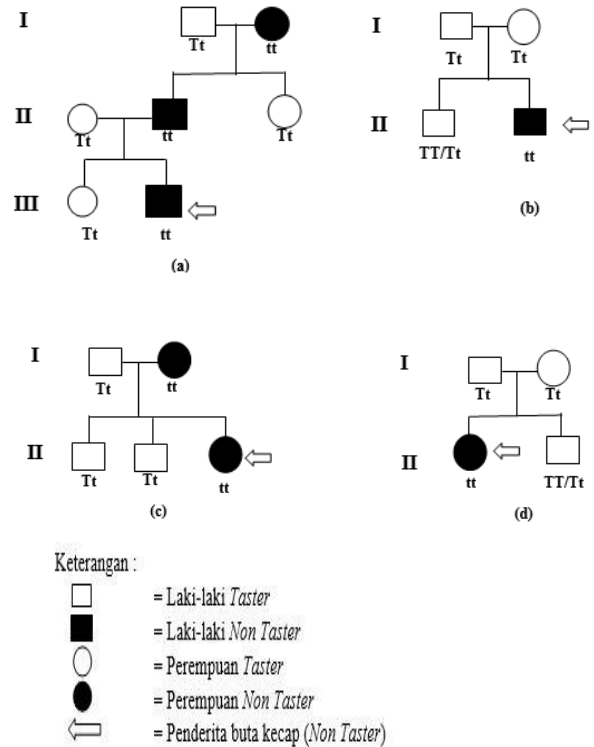 I
Tt
tt
II
Tt
tt
Tt
III
Tt
tt
(a)
I
Tt
Tt
II
TT/Tt
tt
(b)
I
Tt
tt
II
Tt
Tt
tt
(c)
I
Tt
Tt
II
tt
TT/Tt
(d)
Keterangan :
= Laki-laki Taster
= Laki-laki Non Taster
= Perempuan Taster
= Perempuan Non Taster
= Penderita buta kecap (Non Taster)